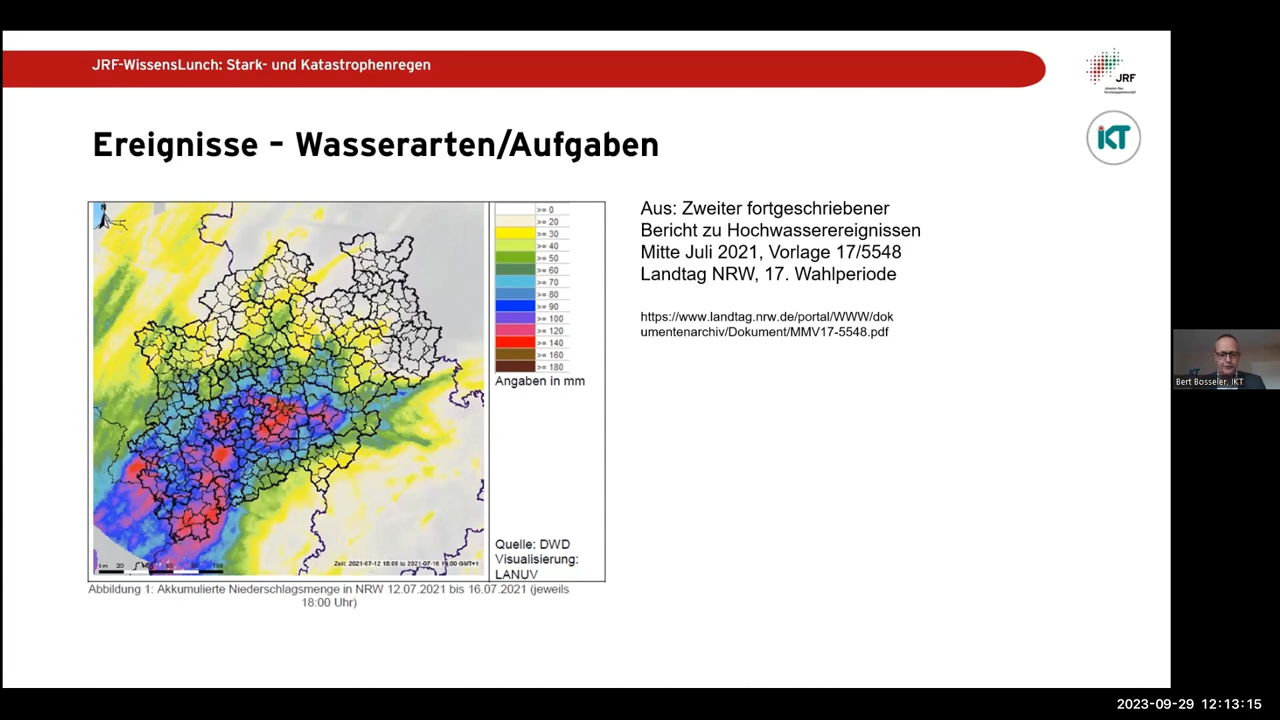 JRF-WissensLunch: Stark- und Katastrophenregen
JRF
IKT
Ereignisse – Wasserarten/Aufgaben
N
>= 0
>= 20
>= 30
>= 40
>= 50
>= 60
>= 70
>= 80
>= 90
>= 100
>= 120
>= 140
>= 160
>= 180
Angaben in mm
Quelle: DWD
Visualisierung:
LANUV
Abbildung 1: Akkumulierte Niederschlagsmenge in NRW 12.07.2021 bis 16.07.2021 (jeweils
18:00 Uhr)
Aus: Zweiter fortgeschriebener
Bericht zu Hochwasserereignissen
Mitte Juli 2021, Vorlage 17/5548
Landtag NRW, 17. Wahlperiode
https://www.landtag.nrw.de/portal/WWW/dok
umentenarchiv/Dokument/MMV17-5548.pdf
Bert Bosseler, IKT
2023-09-29 12:13:15